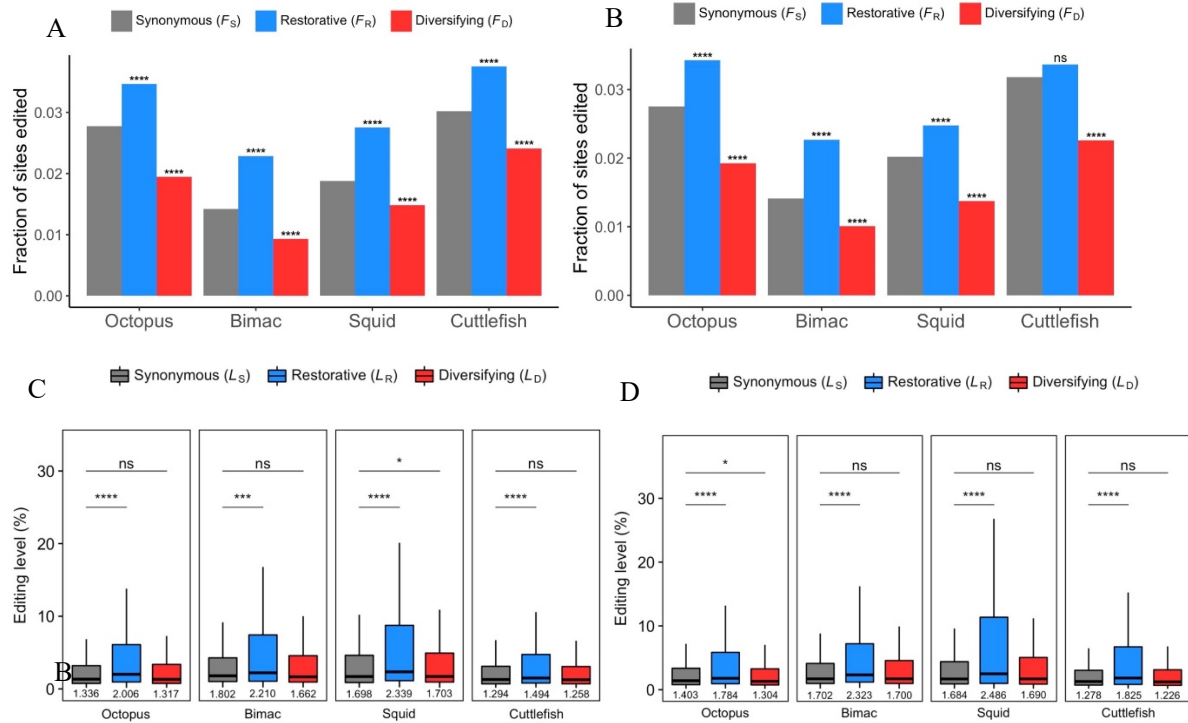 A
Synonymous (FS) Restorative (FR) Diversifying (FD)
Fraction of sites edited
0.03
0.02
0.01
0.00
**** **** **** **** **** **** **** ****
Octopus Bimac Squid Cuttlefish
B
Synonymous (FS) Restorative (FR) Diversifying (FD)
Fraction of sites edited
0.03
0.02
0.01
0.00
**** **** **** **** **** **** ns ****
Octopus Bimac Squid Cuttlefish
C
Synonymous (LS) Restorative (LR) Diversifying (LD)
Editing level (%)
30
20
10
0
ns ns * ns
**** *** **** ****
B
1.336 2.006 1.317 1.802 2.210 1.662 1.698 2.339 1.703 1.294 1.494 1.258
Octopus Bimac Squid Cuttlefish
D
Synonymous (LS) Restorative (LR) Diversifying (LD)
Editing level (%)
30
20
10
0
* ns ns ns
**** **** **** ****
1.403 1.784 1.304 1.702 2.323 1.700 1.684 2.486 1.690 1.278 1.825 1.226
Octopus Bimac Squid Cuttlefish